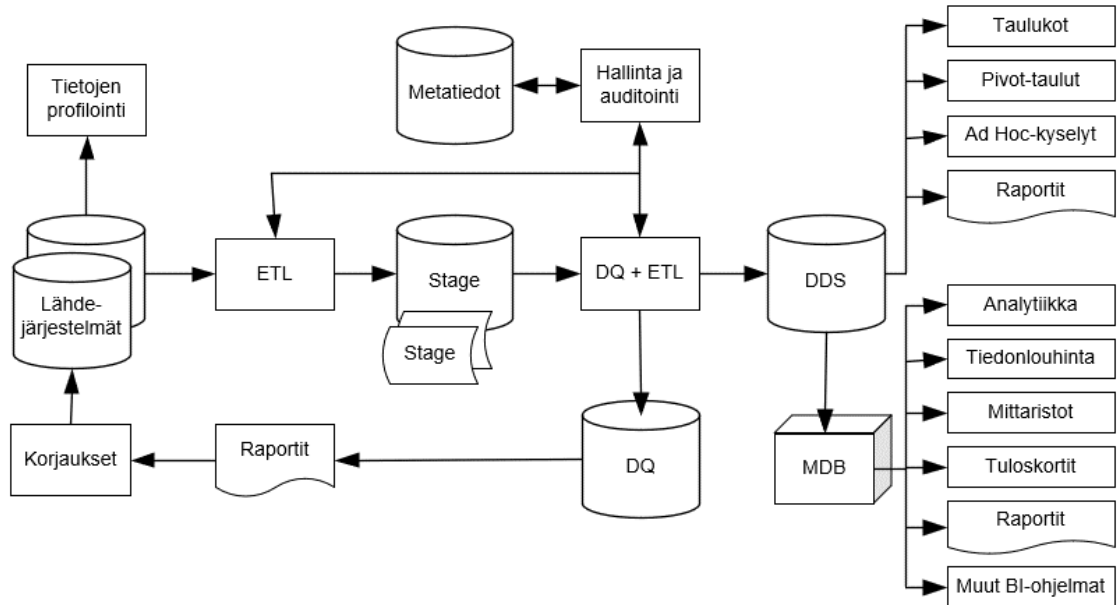 Taulukot
Tietojen
profilointi
Metatiedot
Hallinta ja
auditointi
Pivot-taulut
Ad Hoc-kyselyt
Raportit
Lähde-
järjestelmät
ETL
Stage
Stage
DQ + ETL
DDS
Analytiikka
Tiedonlouhinta
Mittaristot
Korjaukset
Raportit
DQ
MDB
Tuloskortit
Raportit
Muut BI-ohjelmat